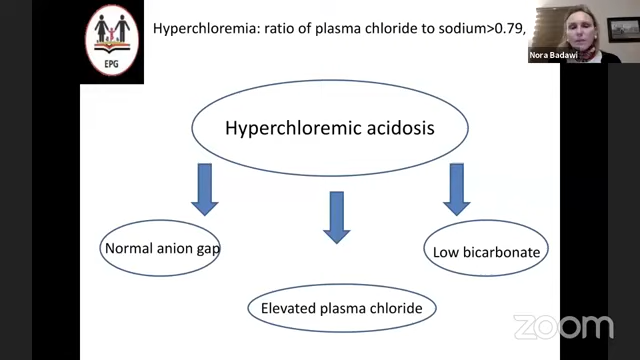 Hyperchloremia: ratio of plasma chloride to sodium>0.79,
EPG
Nora Badawi
Hyperchloremic acidosis
Normal anion gap
Low bicarbonate
Elevated plasma chloride
zoom